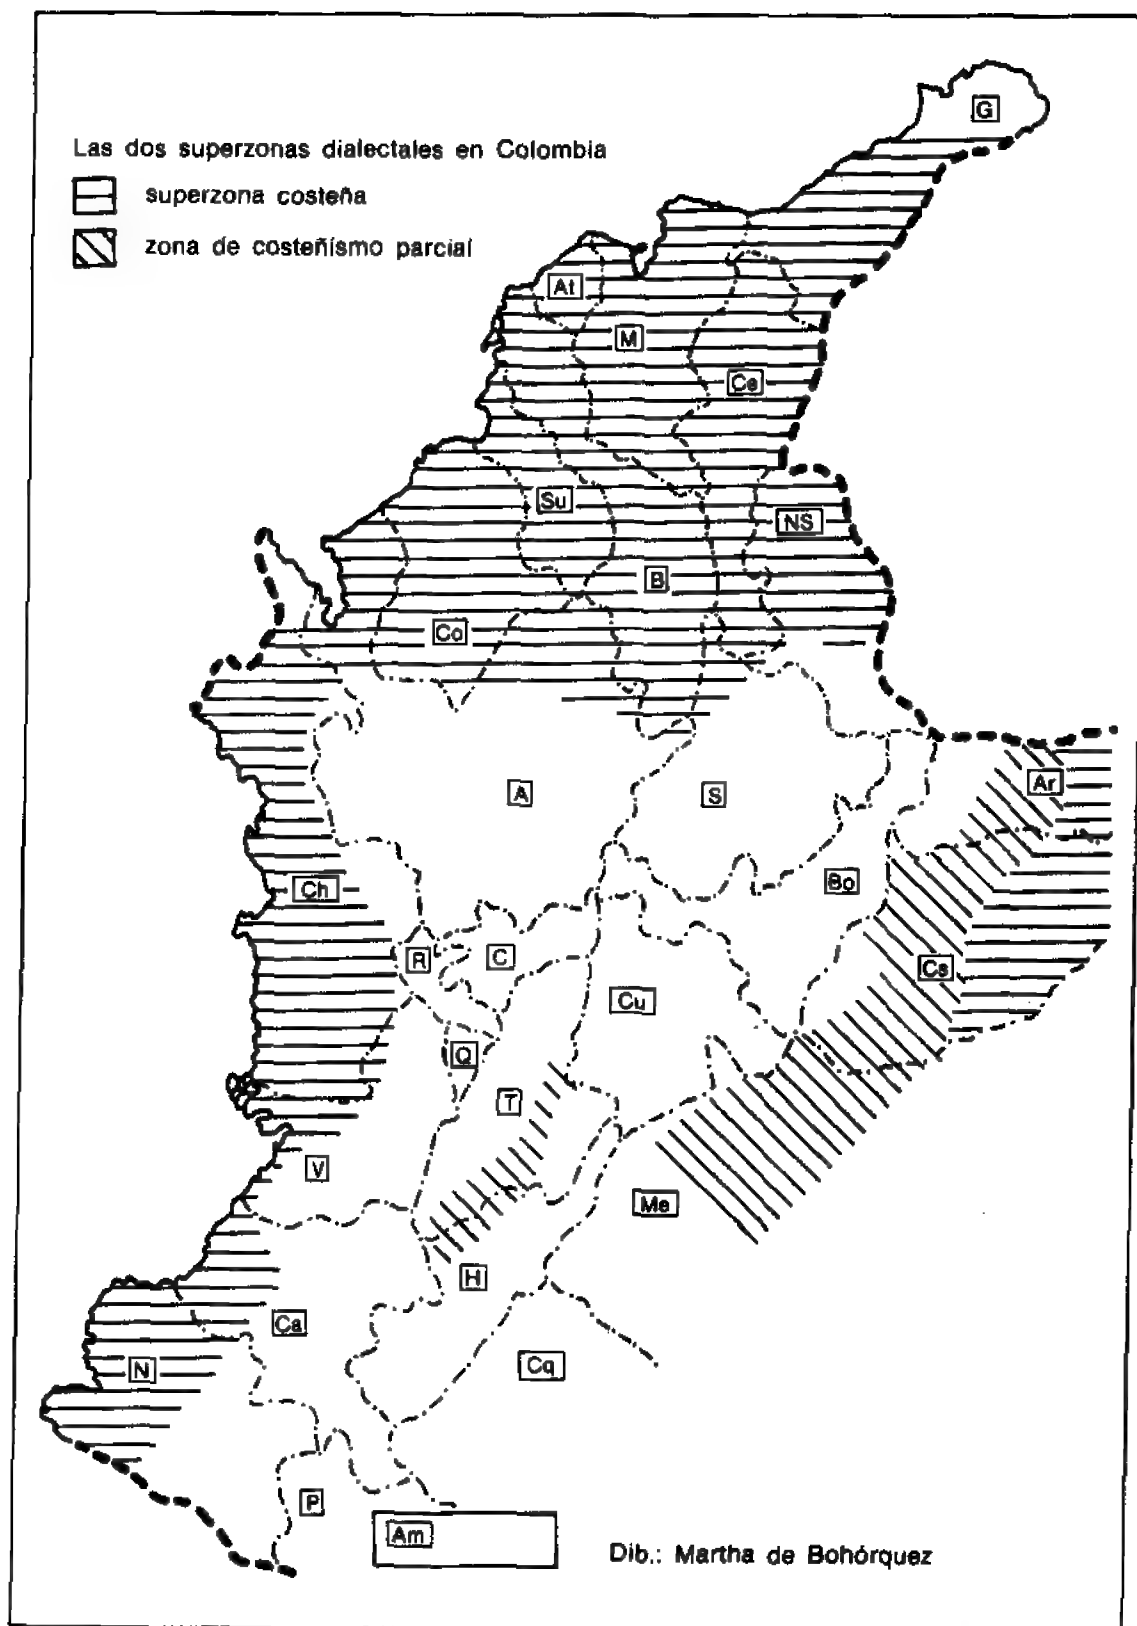 G
Las dos superzonas dialectales en Colombia
superzona costeña
zona de costeñísmo parcial
At
M
Ce
Su
NS
B
Co
A
S
Ar
Ch
Bo
R
C
Cs
Cu
Q
T
V
Me
H
Ca
Cq
N
P
Am
Dib.: Martha de Bohórquez